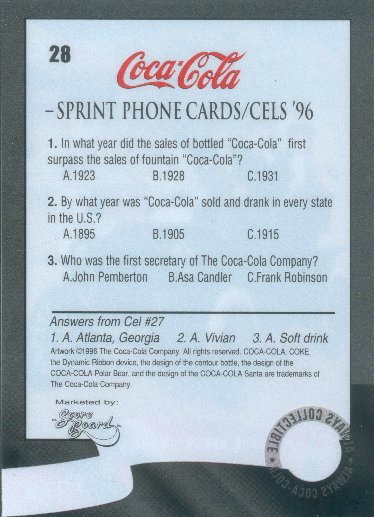 28
Coca-Cola
–SPRINT PHONE CARDS/CELS '96
1. In what year did the sales of bottled "Coca-Cola" first
surpass the sales of fountain "Coca-Cola"?
A.1923 B.1928 C.1931
2. By what year was "Coca-Cola" sold and drank in every state
in the U.S.?
A.1895 B.1905 C.1915
3. Who was the first secretary of The Coca-Cola Company?
A.John Pemberton B.Asa Candler C.Frank Robinson
Answers from Cel #27
1. A. Atlanta, Georgia 2. A. Vivian 3. A. Soft drink
Artwork ©1996 The Coca-Cola Company. All rights reserved. COCA-COLA, COKE,
the Dynamic Ribbon device, the design of the contour bottle, the design of the
COCA-COLA Polar Bear, and the design of the COCA-COLA Santa are trademarks of
The Coca-Cola Company.
Marketed by:
Score
Board
ALWAYS COLLECTIBLE • ALWAYS COCA-COLA